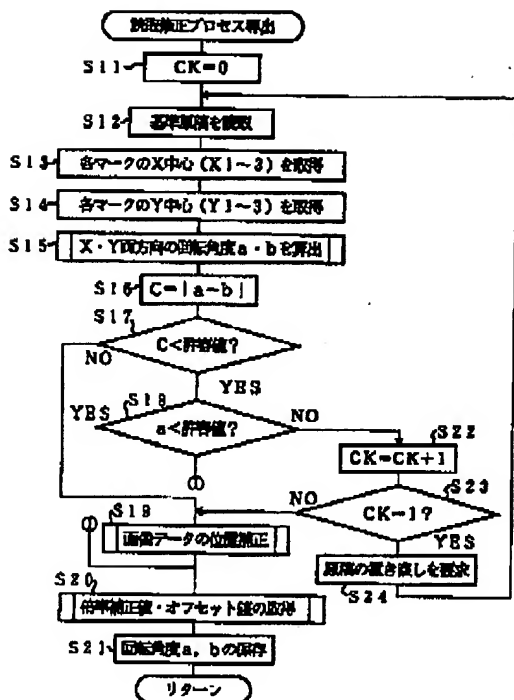 読取補正プロセス導出
S11 CK=0
S12 基準原稿を読取
S13 各マークのX中心(X1~3)を取得
S14 各マークのY中心(Y1~3)を取得
S15 X・Y両方向の回転角度a・bを算出
S16 C=|a-b|
S17
C<許容値?
NO
YES
S18
YES
a<許容値?
NO
S22
CK=CK+1
①
S23
NO
CK=1?
YES
①
S19
画像データの位置補正
原稿の置き直しを要求
S24
S20
倍率補正値・オフセット値の取得
S21 回転角度a,bの保存
リターン